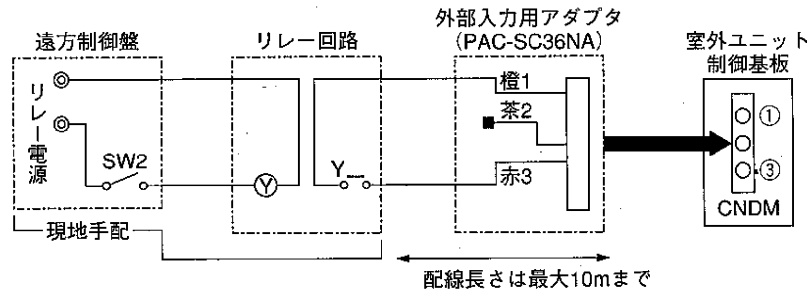 遠方制御盤
リレー回路
外部入力用アダプタ
(PAC-SC36NA)
室外ユニット
制御基板
リレー電源
SW2
Y
Y
橙1
茶2
赤3
①
③
CNDM
現地手配
配線長さは最大10mまで